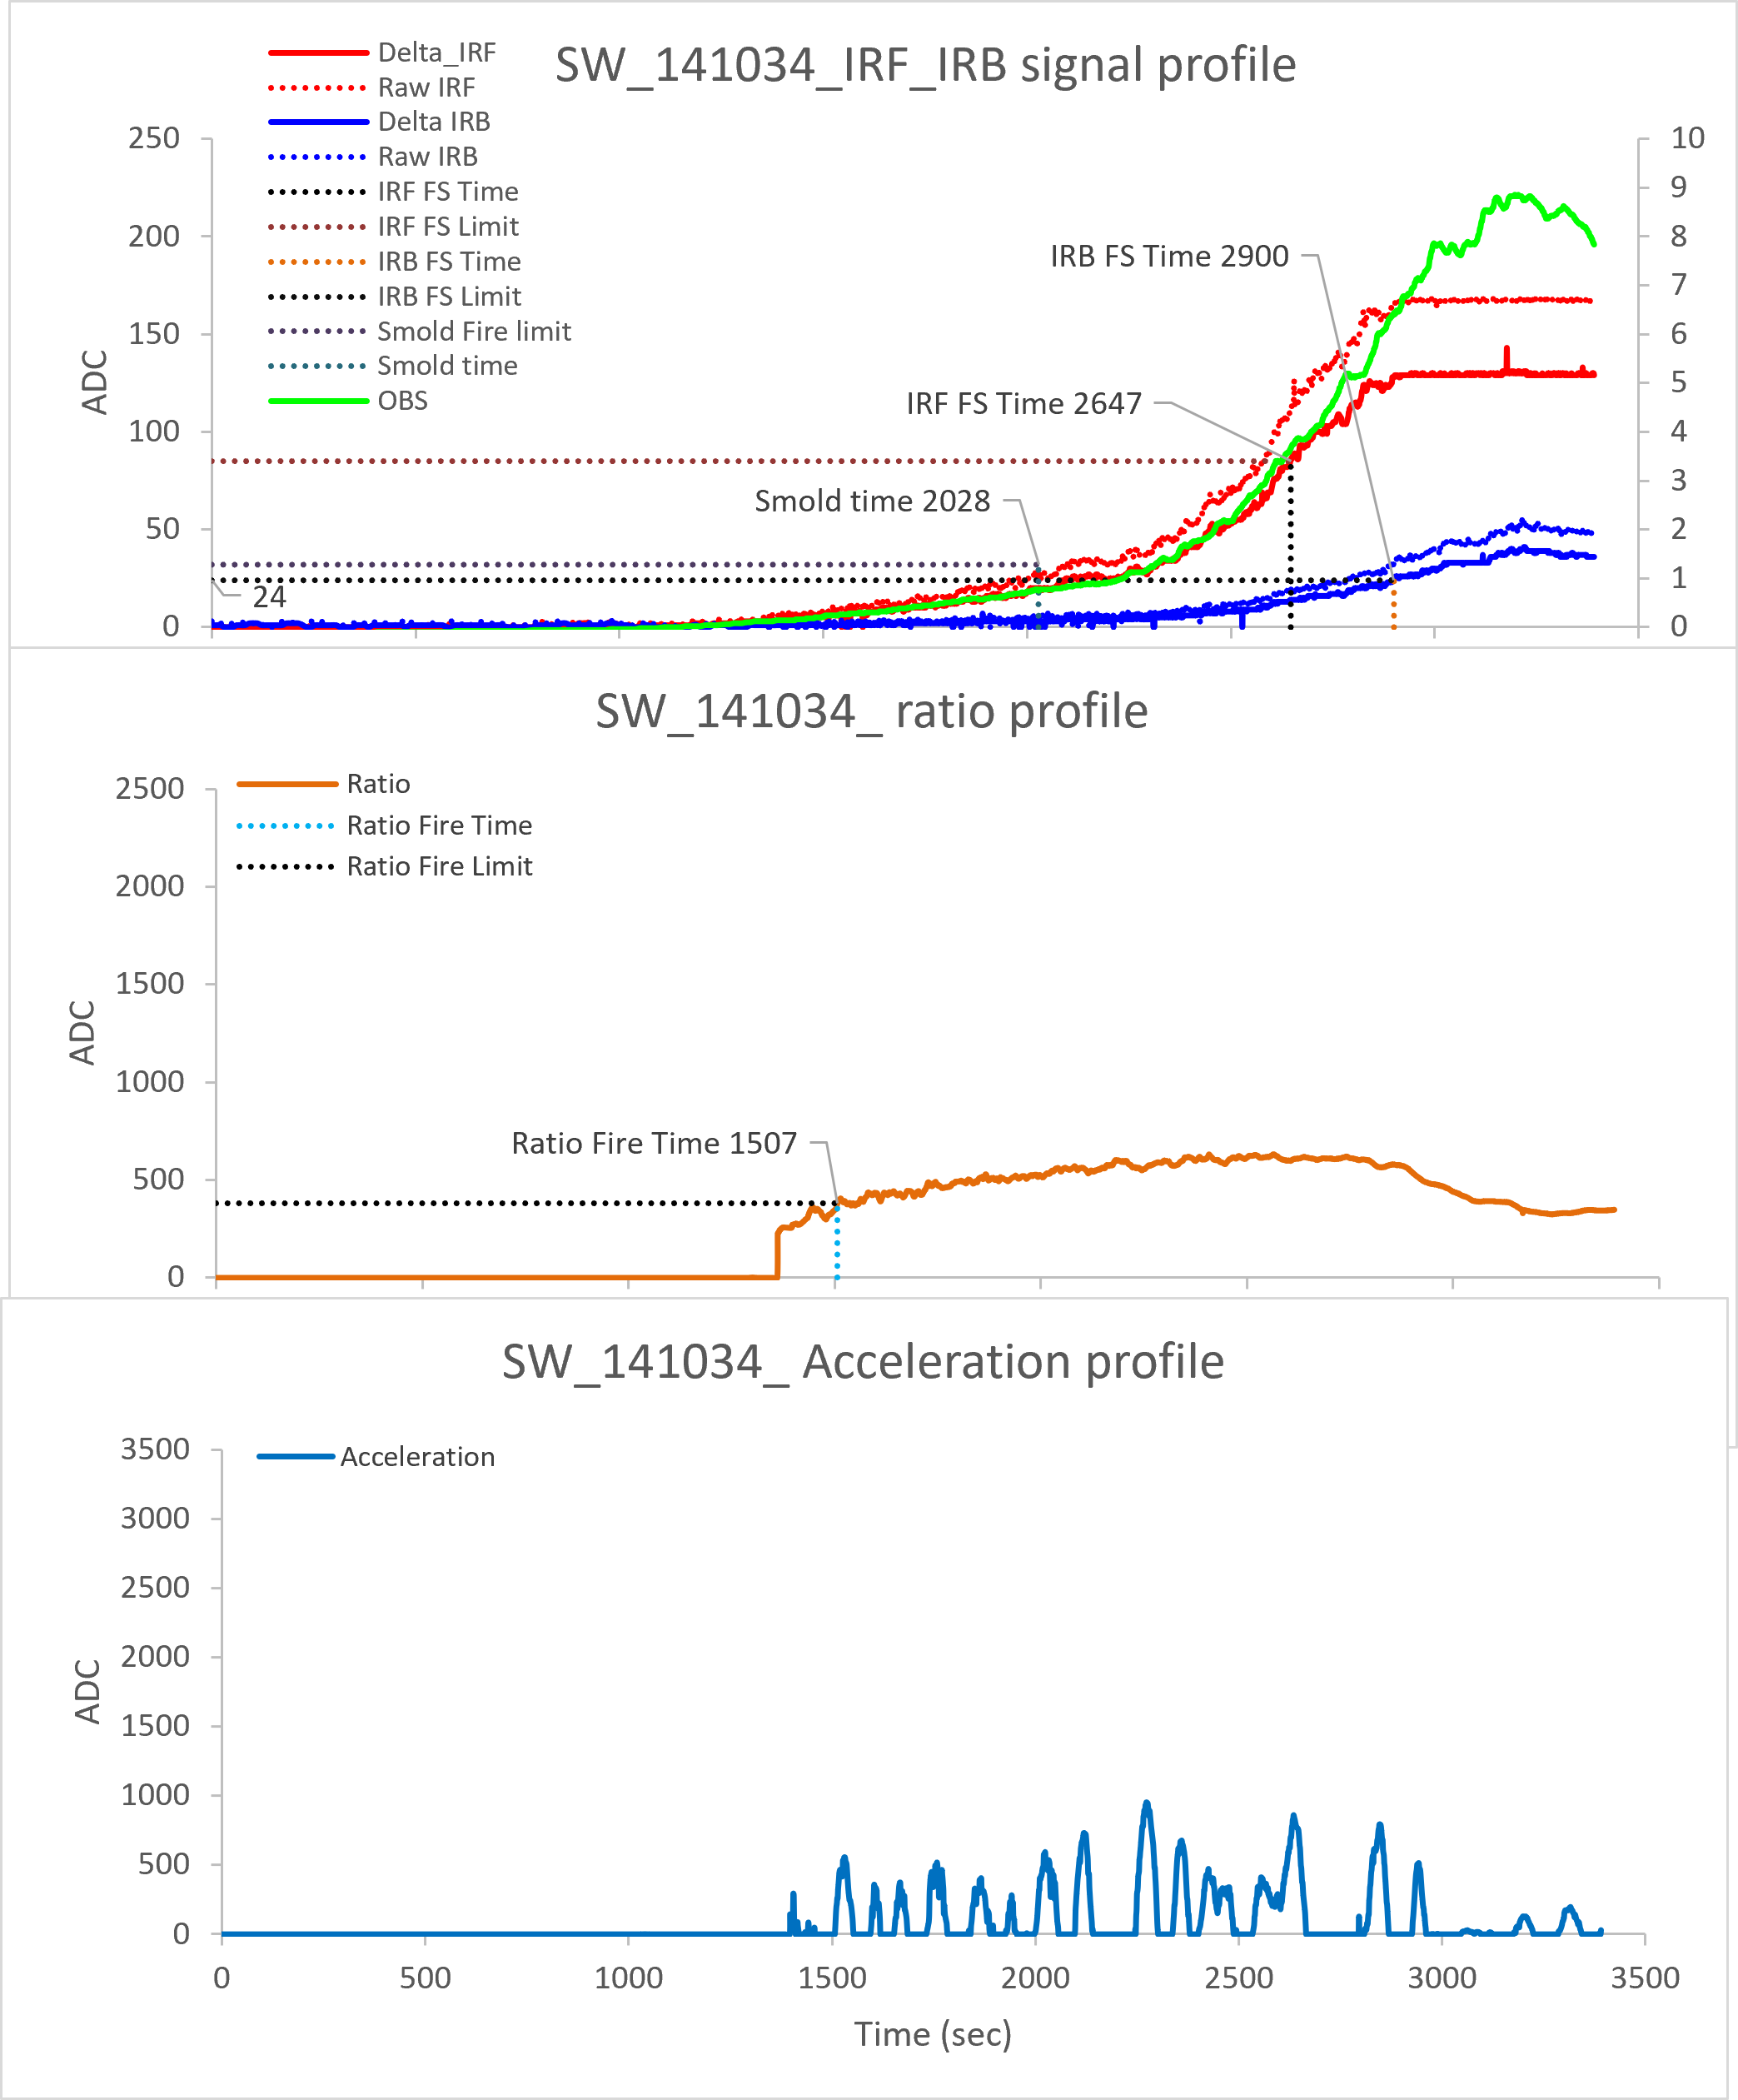 SW_141034_IRF_IRB signal profile
Delta_IRF
Raw IRF
Delta IRB
Raw IRB
IRF FS Time
IRF FS Limit
IRB FS Time
IRB FS Limit
Smold Fire limit
Smold time
OBS
ADC
250
200
150
100
50
0
10
9
8
7
6
5
4
3
2
1
0
IRB FS Time 2900
IRF FS Time 2647
Smold time 2028
24
SW_141034_ ratio profile
Ratio
Ratio Fire Time
Ratio Fire Limit
ADC
2500
2000
1500
1000
500
0
Ratio Fire Time 1507
SW_141034_ Acceleration profile
Acceleration
ADC
3500
3000
2500
2000
1500
1000
500
0
0 500 1000 1500 2000 2500 3000 3500
Time (sec)